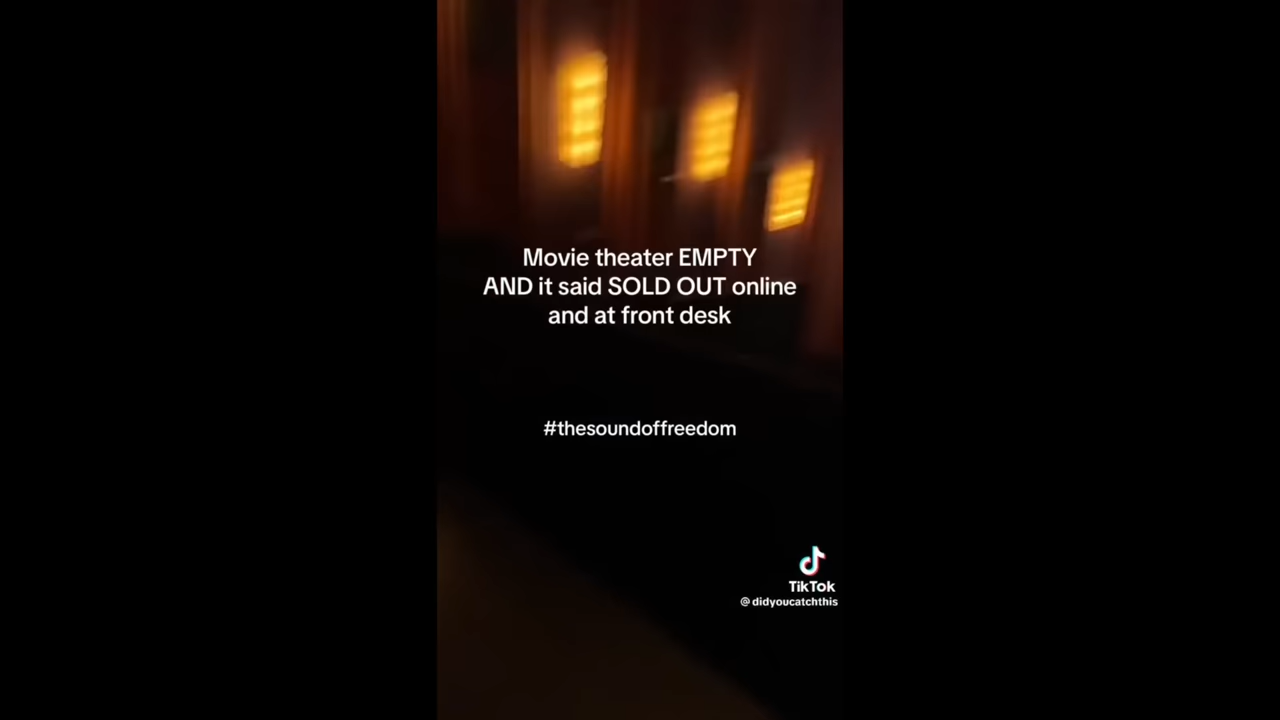 Movie theater EMPTY
AND it said SOLD OUT online
and at front desk
#thesoundoffreedom
TikTok
@didyoucatchthis